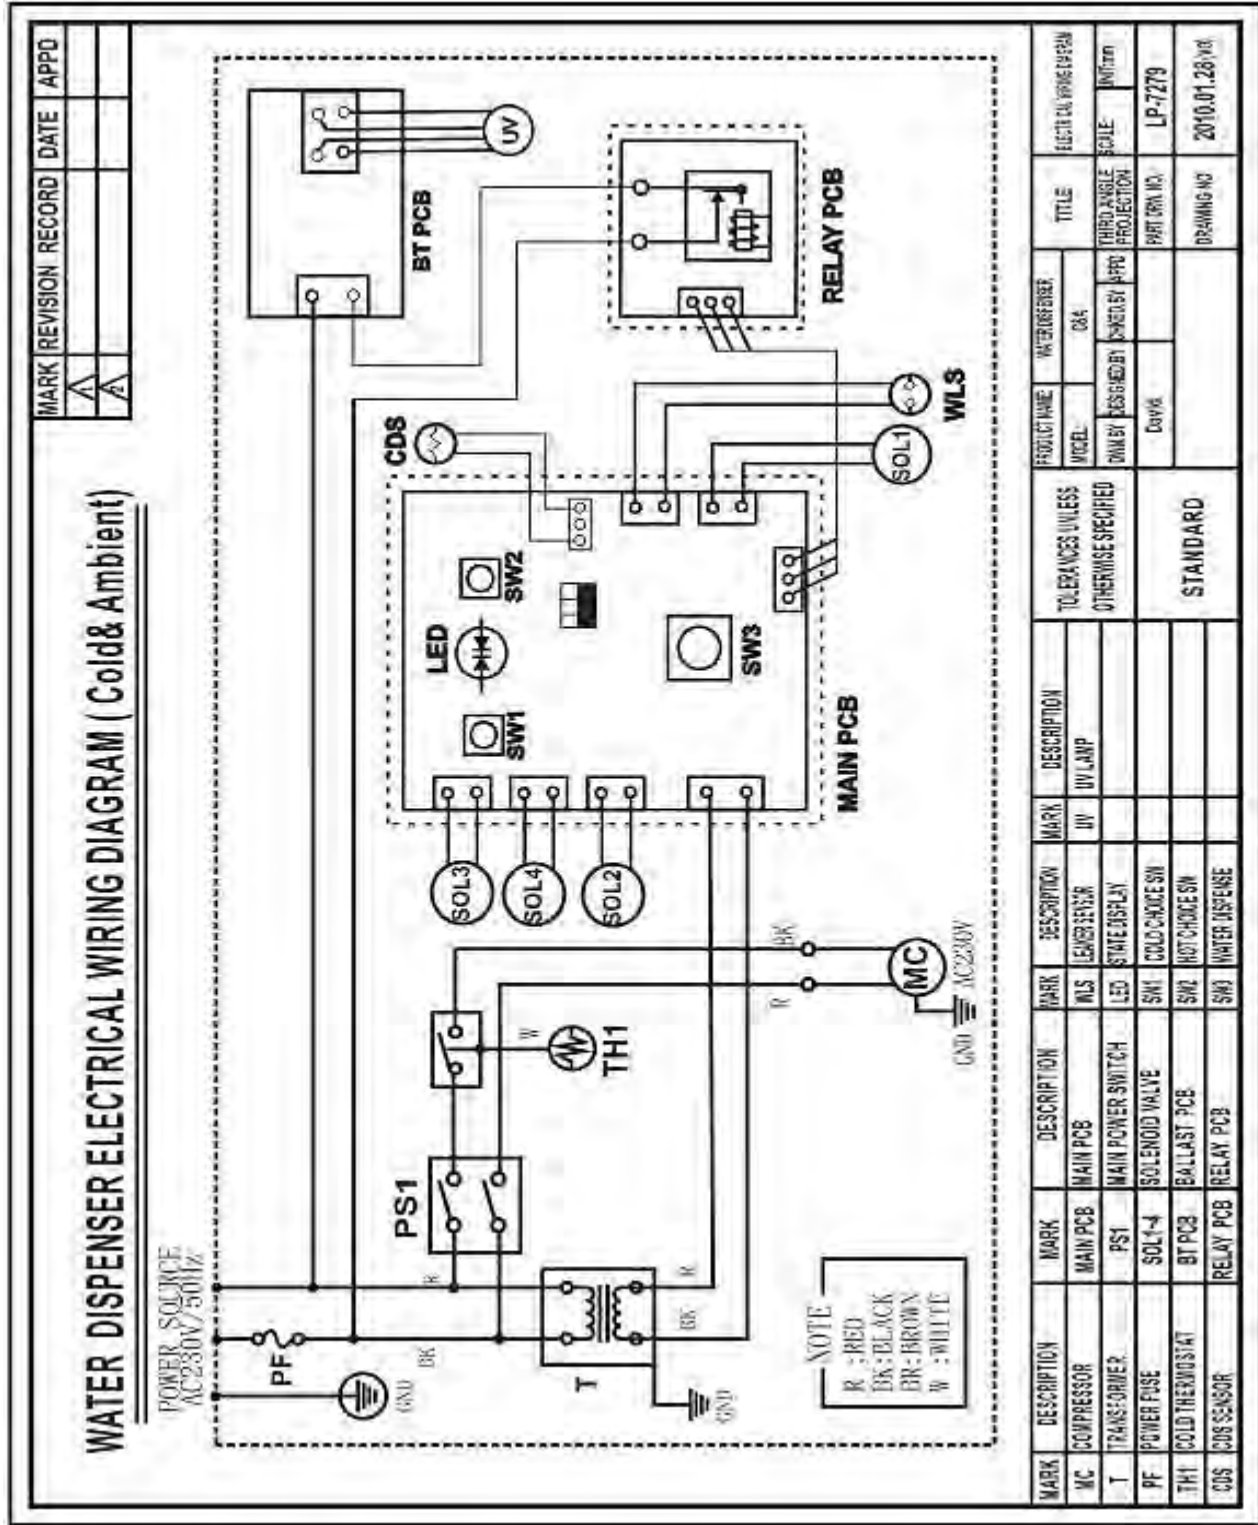 WATER DISPENSER ELECTRICAL WIRING DIAGRAM ( Cold& Ambient)
MARK REVISION RECORD DATE APPD
1
2
POWER SOURCE
AC230V/50Hz
PF
GND
BK
R
PS1
T
GND
R
BK
W
TH1
R
BK
MC
GND
AC230V
SOL3
SOL4
SOL2
SW1
LED
SW2
SW3
MAIN PCB
CDS
SOL1
WLS
BT PCB
UV
RELAY PCB
NOTE
R :RED
BK:BLACK
BR:BROWN
W :WHITE
MARK DESCRIPTION MARK DESCRIPTION MARK DESCRIPTION MARK DESCRIPTION
MC COMPRESSOR MAIN PCB MAIN PCB WLS SENSOR UV UV LAMP
T TRANSFORMER PS1 MAIN POWER SWITCH LED STATE DISPLAY
PF POWER FUSE SOL1~4 SOLENOID VALVE SW1 COLD CHOICE SW
TH1 COLD THERMOSTAT BT PCB BALLAST PCB SW2 HOT CHOICE SW
CDS CDS SENSOR RELAY PCB RELAY PCB SW3 WATER DISPENSE
TOLERANCES UNLESS
OTHERWISE SPECIFIED
STANDARD
PRODUCT NAME WATER DISPENSER
MODEL: C&A
DWN.BY DESIGNED.BY CHKED.BY APPD
David
TITLE
THIRD ANGLE
PROJECTION
SCALE UNIT:mm
PART DRN. NO. LP-7279
DRAWING NO 2010.01.28